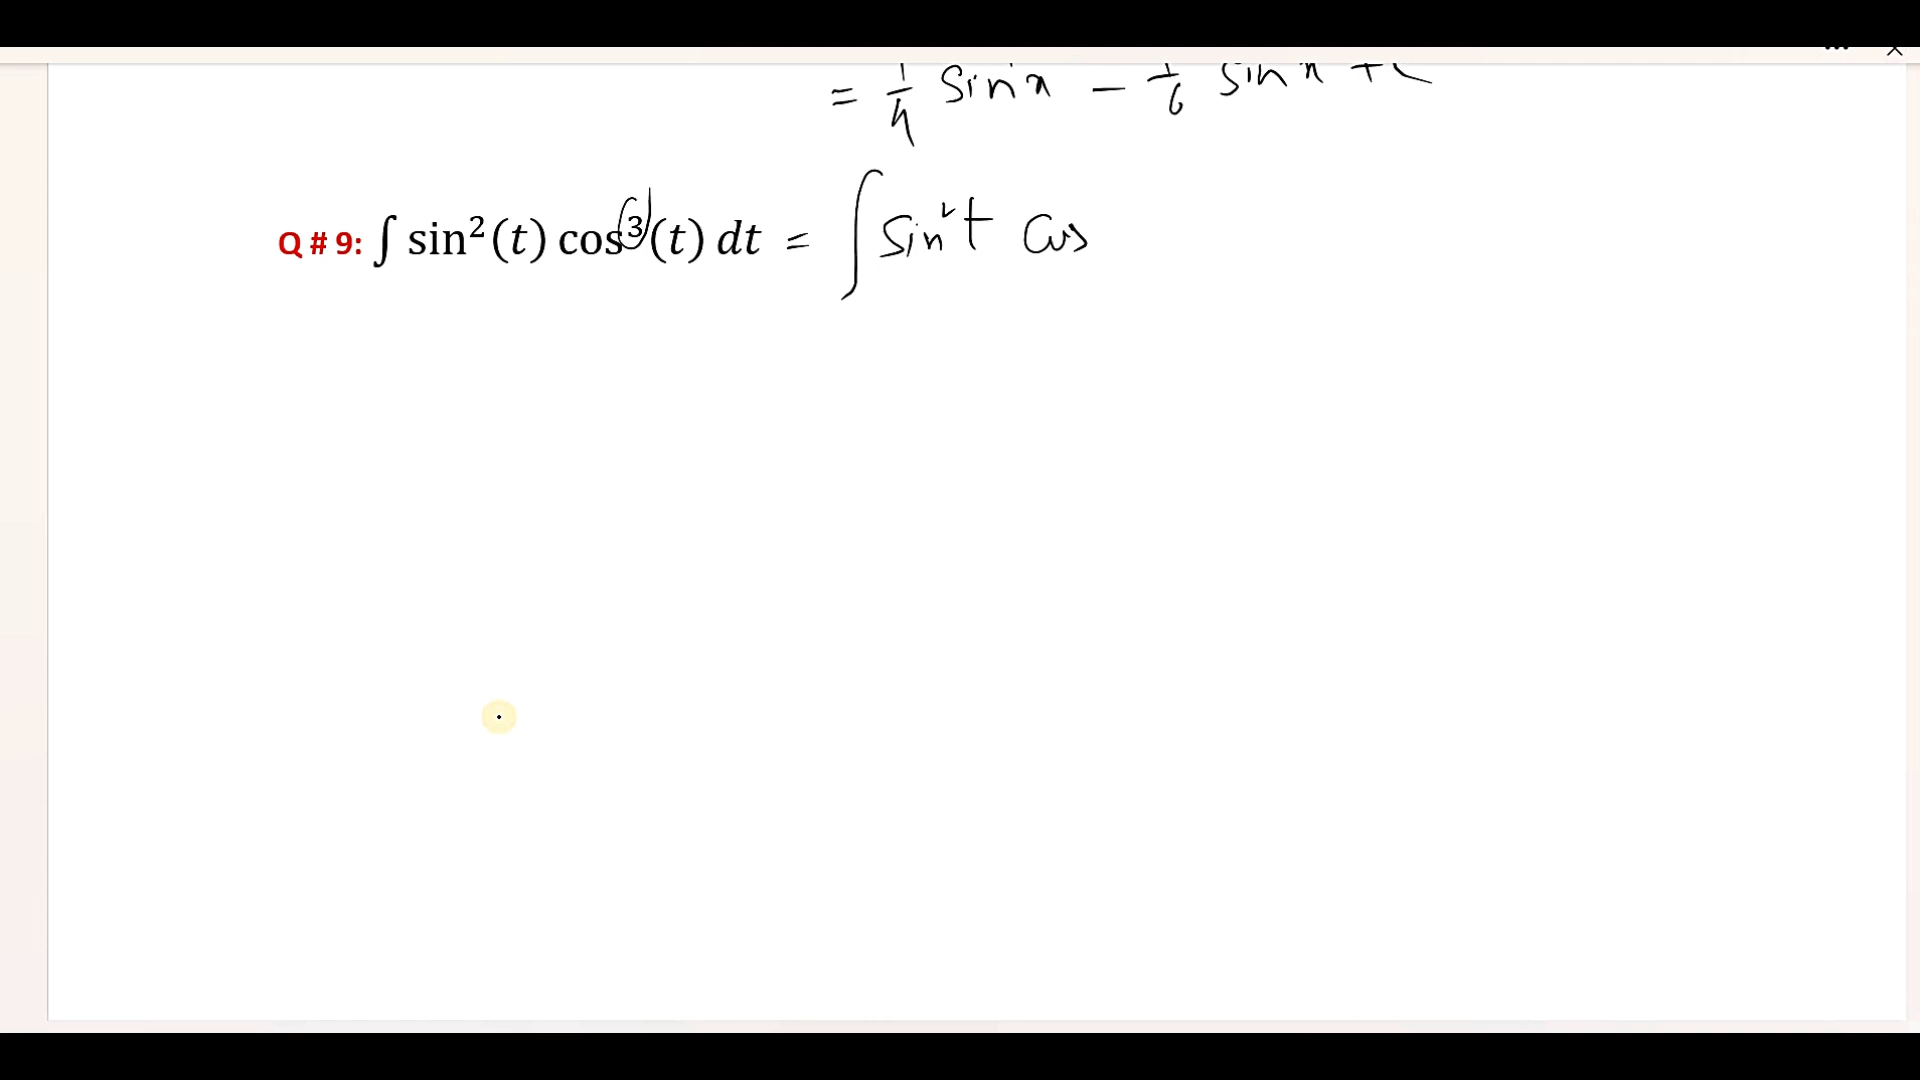 = 1/4 sin x − 1/6 sin x + c
Q # 9: ∫ sin²(t) cos³(t) dt = ∫ sin²t cos